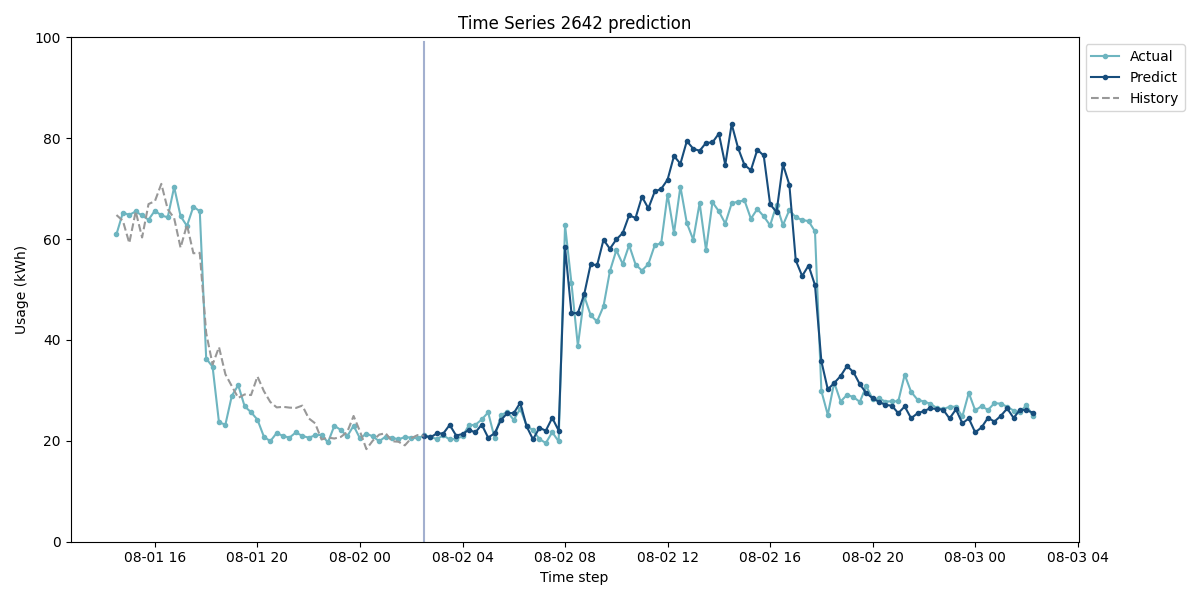 Time Series 2642 prediction
100
80
60
40
20
0
Usage (kWh)
08-01 16
08-01 20
08-02 00
08-02 04
08-02 08
08-02 12
08-02 16
08-02 20
08-03 00
08-03 04
Time step
Actual
Predict
History